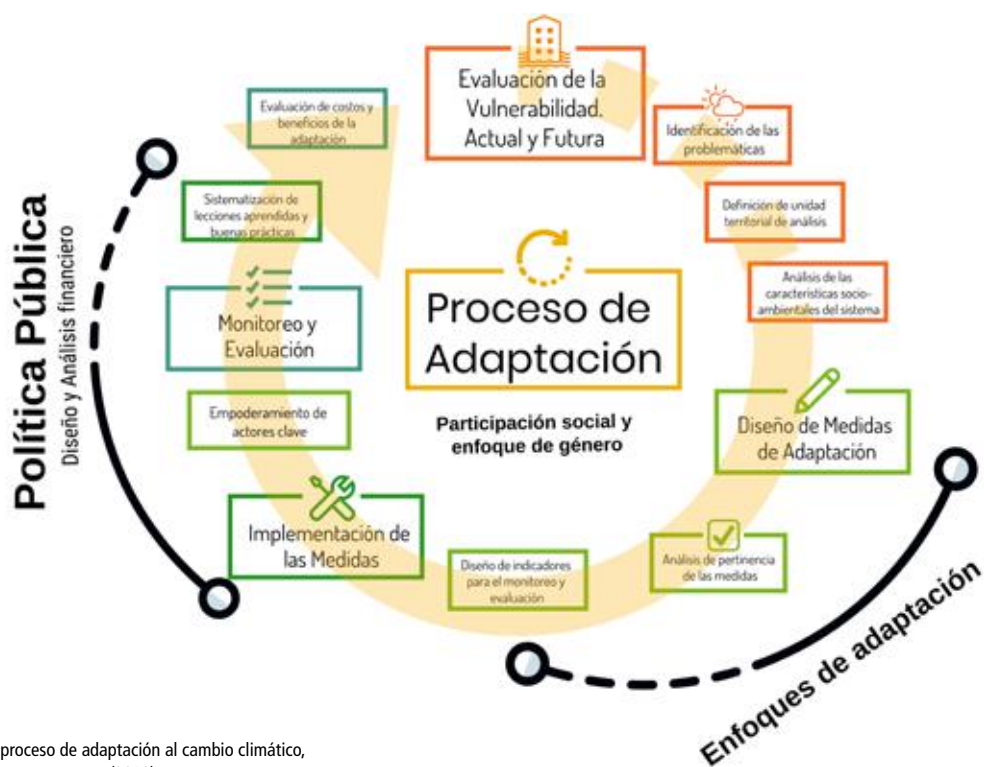 Evaluación de la
Vulnerabilidad.
Actual y Futura
Identificación de las
problemáticas
Definición de unidad
territorial de análisis
Análisis de las
características socio-
ambientales del sistema
Diseño de Medidas
de Adaptación
Análisis de pertinencia
de las medidas
Diseño de indicadores
para el monitoreo y
evaluación
Implementación de
las Medidas
Empoderamiento de
actores clave
Monitoreo y
Evaluación
Sistematización de
lecciones aprendidas y
buenas prácticas
Evaluación de costos y
beneficios de la
adaptación
Proceso de
Adaptación
Participación social y
enfoque de género
Política Pública
Diseño y Análisis financiero
Enfoques de adaptación
proceso de adaptación al cambio climático,